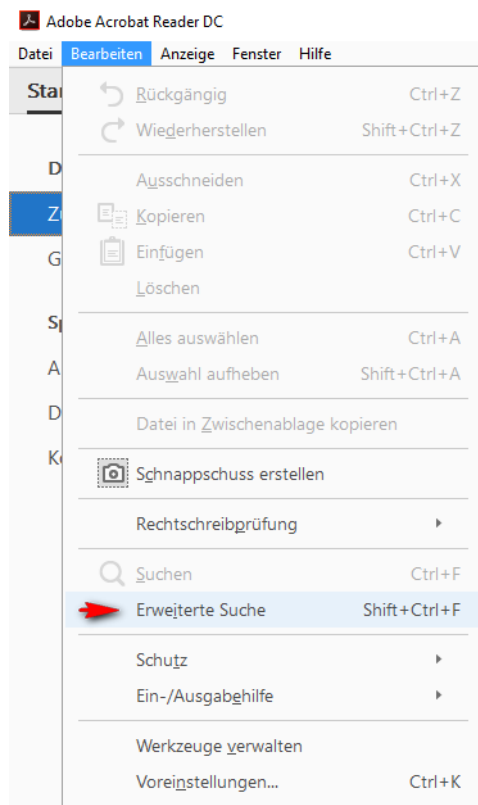 Adobe Acrobat Reader DC
Datei Bearbeiten Anzeige Fenster Hilfe
Rückgängig Ctrl+Z
Wiederherstellen Shift+Ctrl+Z
Ausschneiden Ctrl+X
Kopieren Ctrl+C
Einfügen Ctrl+V
Löschen
Alles auswählen Ctrl+A
Auswahl aufheben Shift+Ctrl+A
Datei in Zwischenablage kopieren
Schnappschuss erstellen
Rechtschreibprüfung
Suchen Ctrl+F
Erweiterte Suche Shift+Ctrl+F
Schutz
Ein-/Ausgabehilfe
Werkzeuge verwalten
Voreinstellungen... Ctrl+K